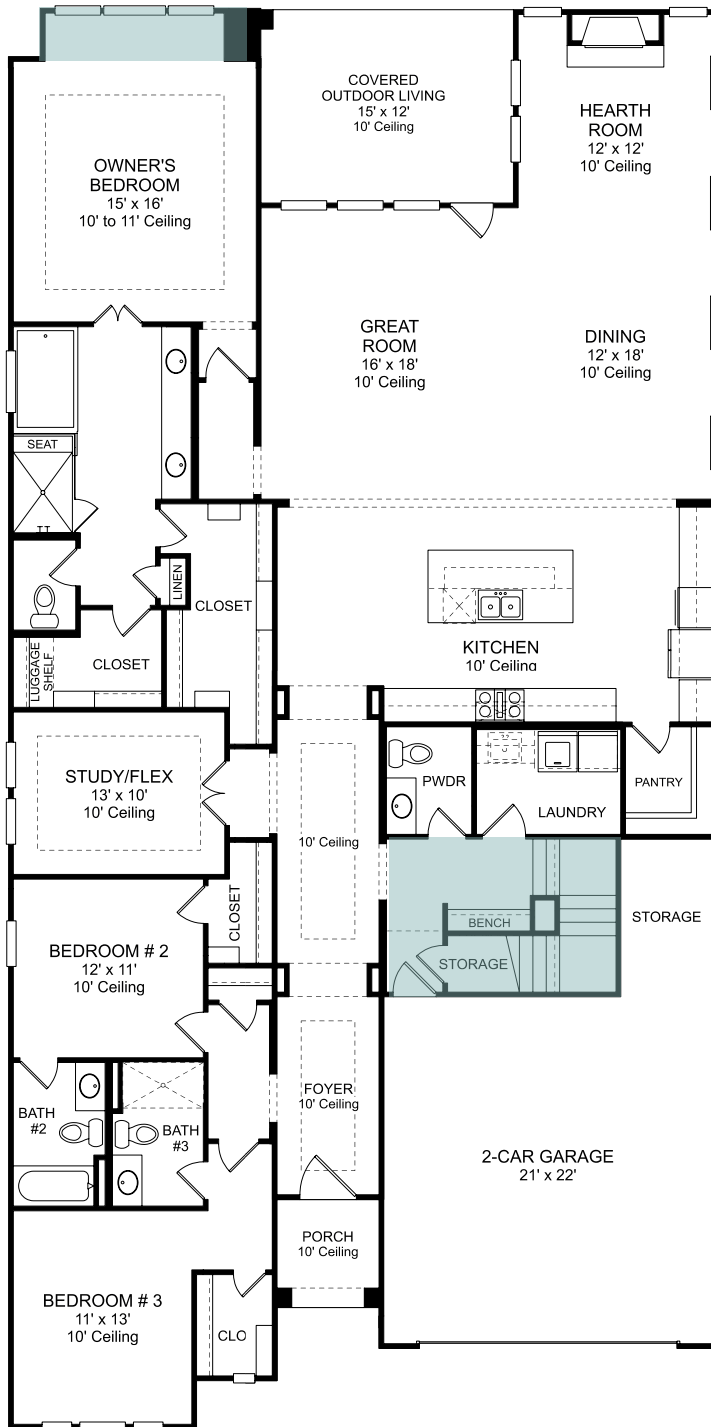 COVERED
OUTDOOR LIVING
15' x 12'
10' Ceiling
HEARTH
ROOM
12' x 12'
10' Ceiling
OWNER'S
BEDROOM
15' x 16'
10' to 11' Ceiling
GREAT
ROOM
16' x 18'
10' Ceiling
DINING
12' x 18'
10' Ceiling
SEAT
LINEN
CLOSET
KITCHEN
10' Ceiling
LUGGAGE
SHELF
CLOSET
STUDY/FLEX
13' x 10'
10' Ceiling
PWDR
LAUNDRY
PANTRY
10' Ceiling
CLOSET
BENCH
STORAGE
STORAGE
BEDROOM # 2
12' x 11'
10' Ceiling
FOYER
10' Ceiling
BATH
#2
BATH
#3
2-CAR GARAGE
21' x 22'
PORCH
10' Ceiling
BEDROOM # 3
11' x 13'
10' Ceiling
CLO